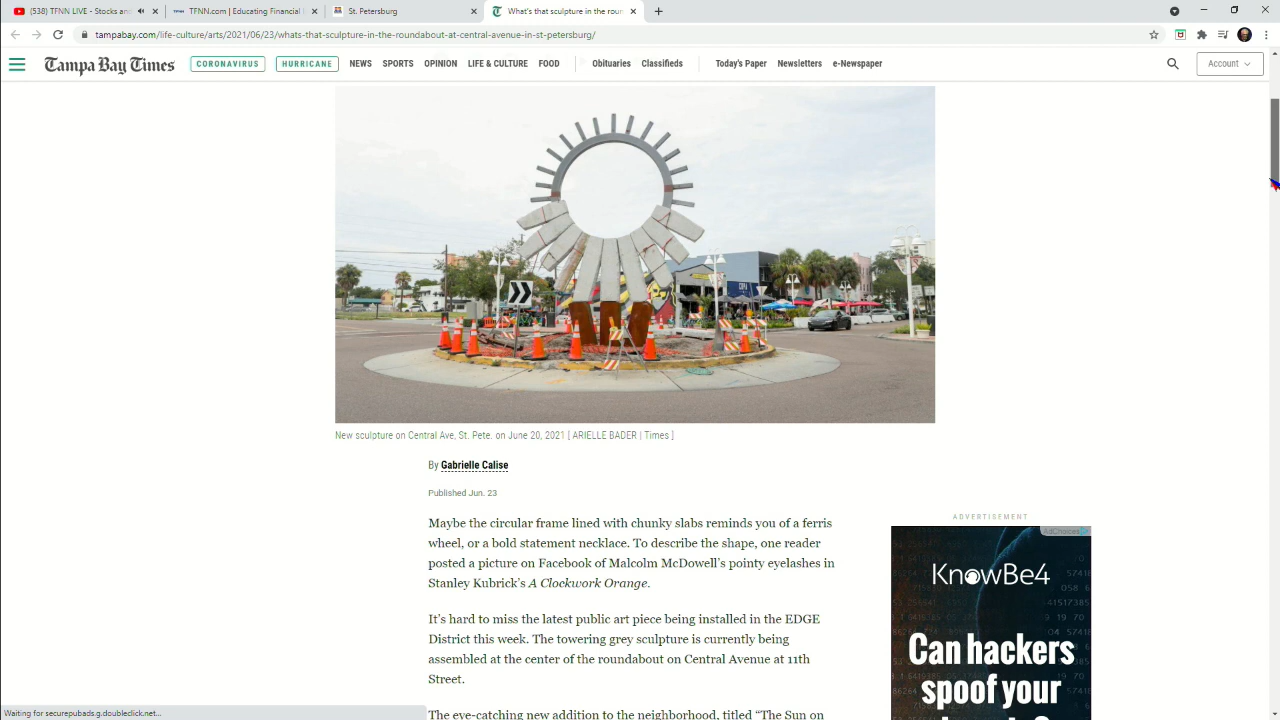 (538) TFNN LIVE - Stocks and
TFNN.com | Educating Financial I
St. Petersburg
What's that sculpture in the roun
tampabay.com/life-culture/arts/2021/06/23/whats-that-sculpture-in-the-roundabout-at-central-avenue-in-st-petersburg/
Tampa Bay Times
CORONAVIRUS
HURRICANE
NEWS
SPORTS
OPINION
LIFE & CULTURE
FOOD
Obituaries
Classifieds
Today's Paper
Newsletters
e-Newspaper
Account
New sculpture on Central Ave, St. Pete. on June 20, 2021 [ ARIELLE BADER | Times ]
By Gabrielle Calise
Published Jun. 23
Maybe the circular frame lined with chunky slabs reminds you of a ferris
wheel, or a bold statement necklace. To describe the shape, one reader
posted a picture on Facebook of Malcolm McDowell's pointy eyelashes in
Stanley Kubrick's A Clockwork Orange.
It's hard to miss the latest public art piece being installed in the EDGE
District this week. The towering grey sculpture is currently being
assembled at the center of the roundabout on Central Avenue at 11th
Street.
The eye-catching new addition to the neighborhood, titled "The Sun on
ADVERTISEMENT
AdChoices
KnowBe4
Can hackers
spoof your
Waiting for securepubads.g.doubleclick.net...